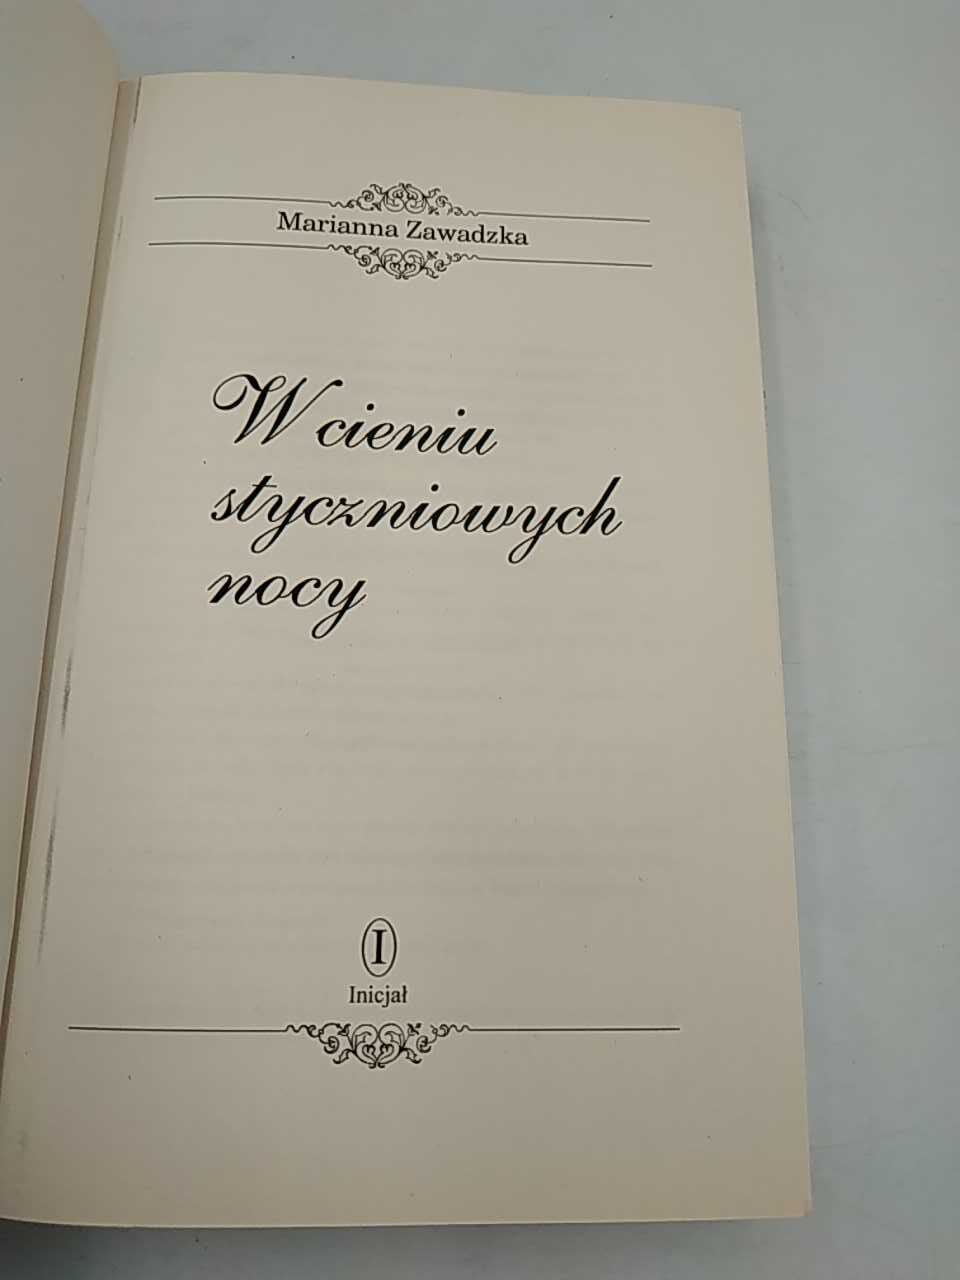 Marianna Zawadzka
W cieniu
styczniowych
nocy
I
Inicjał